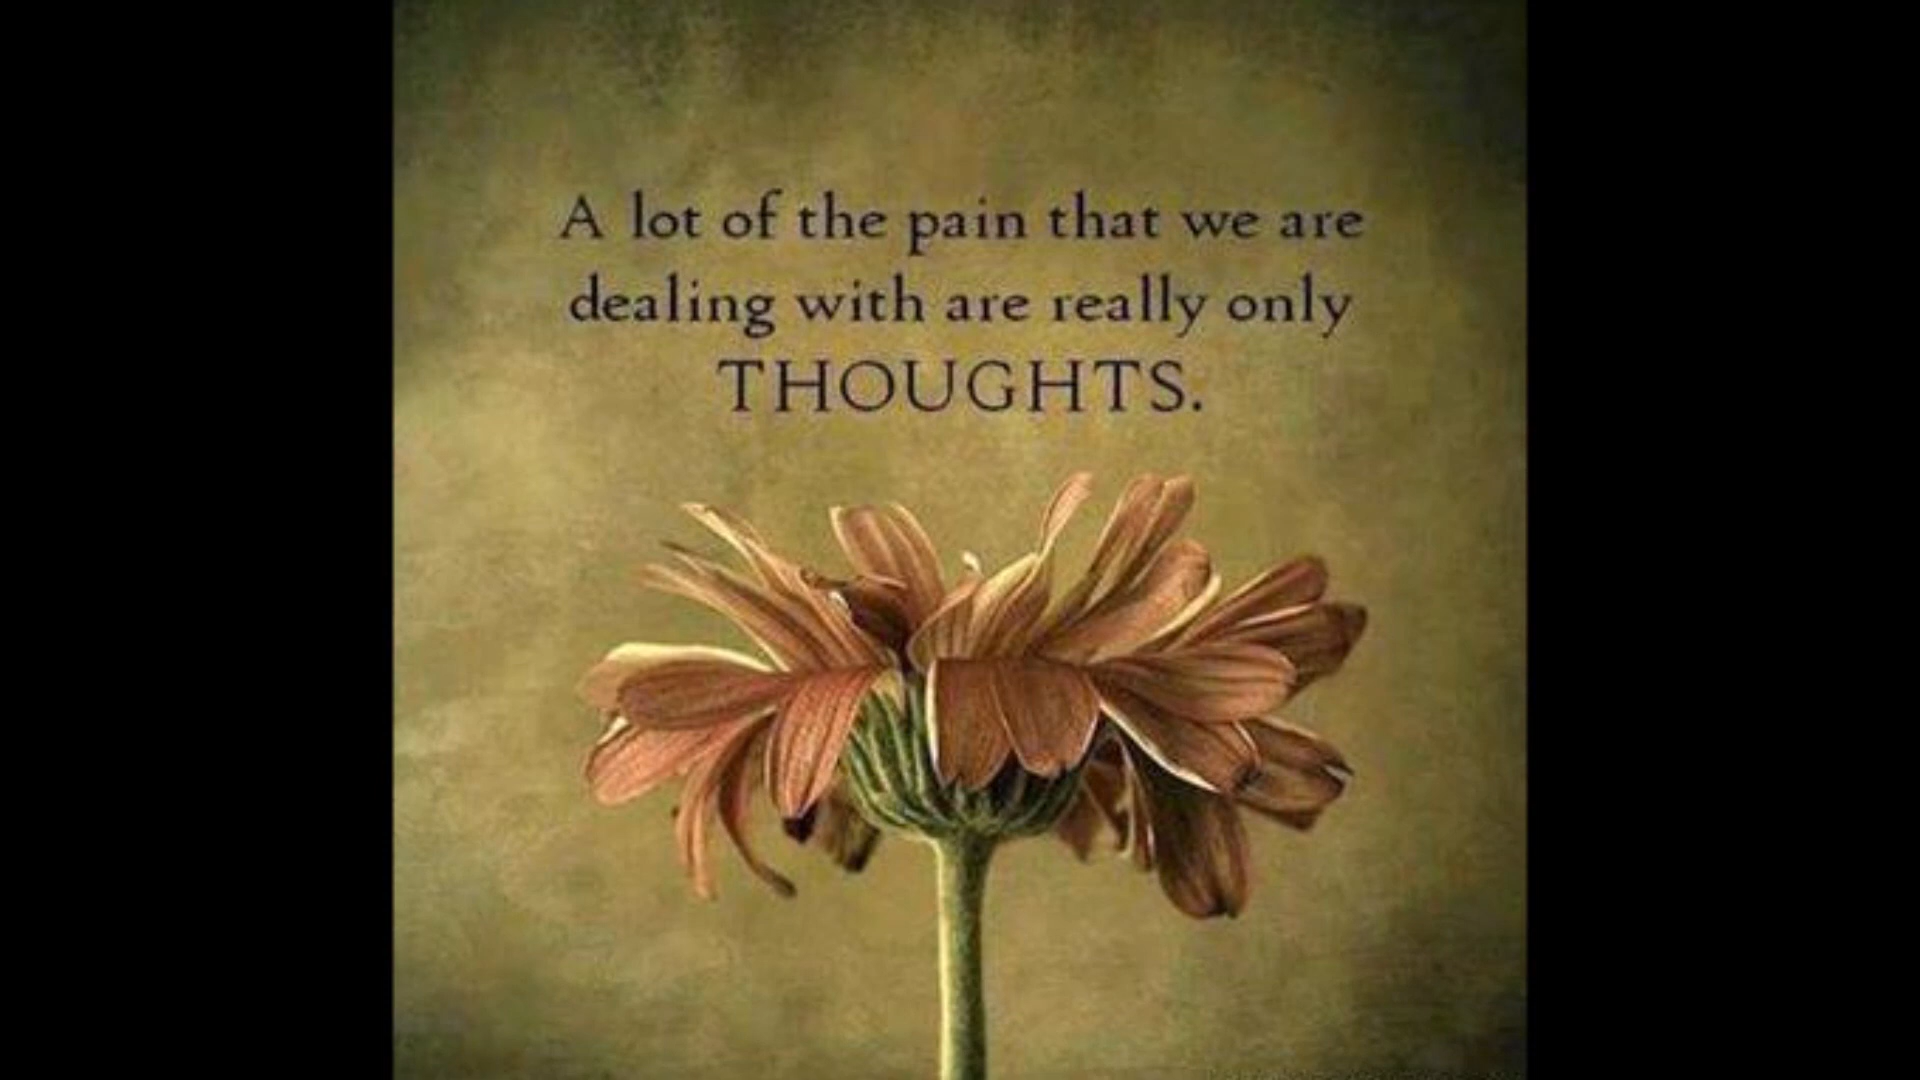 A lot of the pain that we are
dealing with are really only
THOUGHTS.